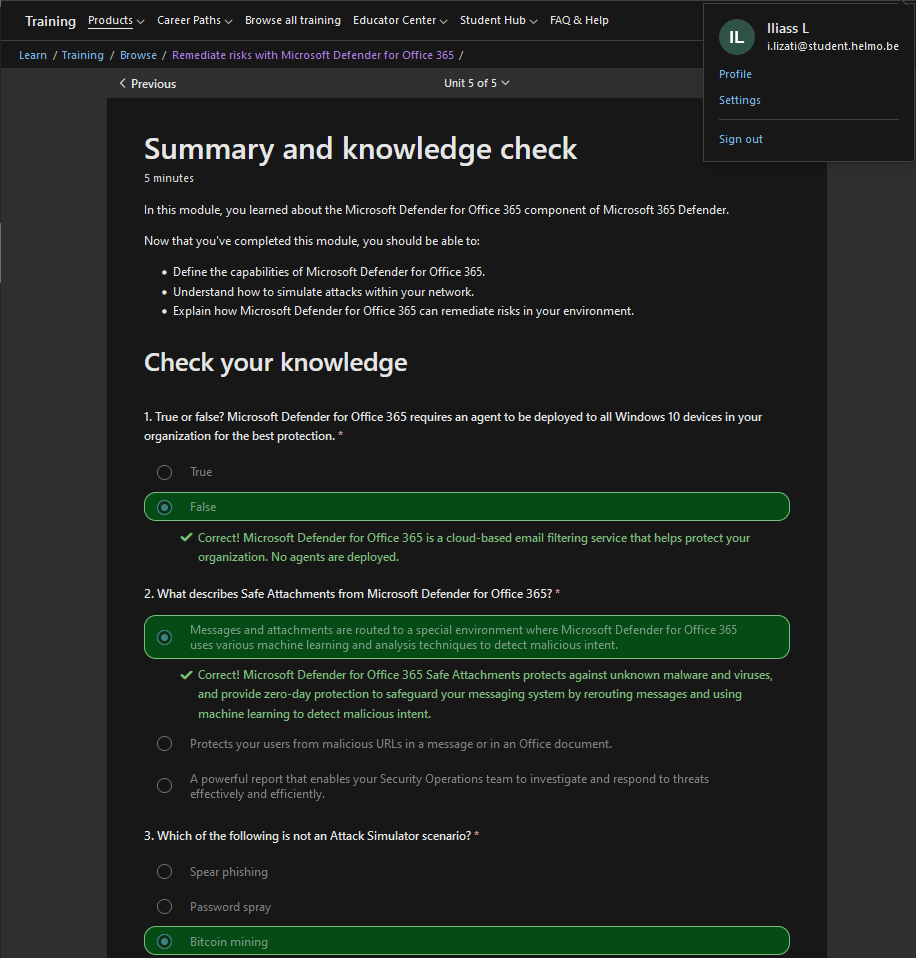 Training Products Career Paths Browse all training Educator Center Student Hub FAQ & Help
IL Iliass L
i.lizati@student.helmo.be
Profile
Settings
Sign out
Learn / Training / Browse / Remediate risks with Microsoft Defender for Office 365 /
Previous Unit 5 of 5
Summary and knowledge check
5 minutes
In this module, you learned about the Microsoft Defender for Office 365 component of Microsoft 365 Defender.
Now that you've completed this module, you should be able to:
• Define the capabilities of Microsoft Defender for Office 365.
• Understand how to simulate attacks within your network.
• Explain how Microsoft Defender for Office 365 can remediate risks in your environment.
Check your knowledge
1. True or false? Microsoft Defender for Office 365 requires an agent to be deployed to all Windows 10 devices in your
organization for the best protection. *
True
False
Correct! Microsoft Defender for Office 365 is a cloud-based email filtering service that helps protect your
organization. No agents are deployed.
2. What describes Safe Attachments from Microsoft Defender for Office 365? *
Messages and attachments are routed to a special environment where Microsoft Defender for Office 365
uses various machine learning and analysis techniques to detect malicious intent.
Correct! Microsoft Defender for Office 365 Safe Attachments protects against unknown malware and viruses,
and provide zero-day protection to safeguard your messaging system by rerouting messages and using
machine learning to detect malicious intent.
Protects your users from malicious URLs in a message or in an Office document.
A powerful report that enables your Security Operations team to investigate and respond to threats
effectively and efficiently.
3. Which of the following is not an Attack Simulator scenario? *
Spear phishing
Password spray
Bitcoin mining